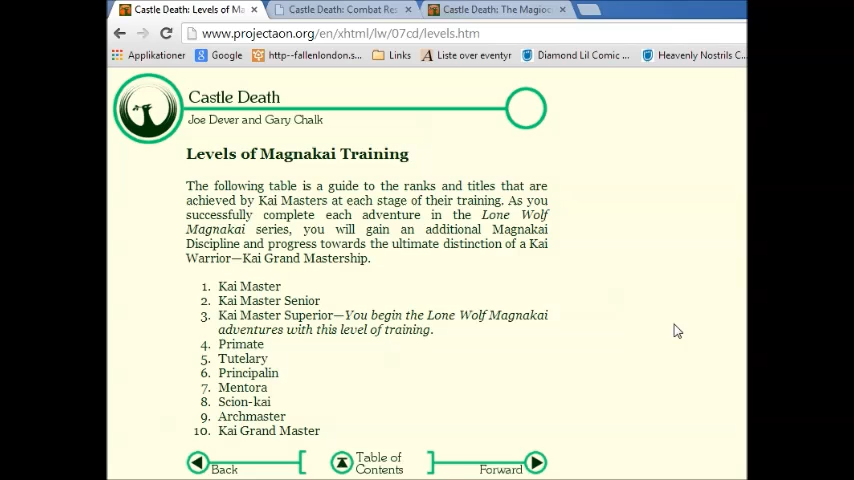 Castle Death: Levels of Ma
Castle Death: Combat Re
Castle Death: The Magico
www.projectaon.org/en/xhtml/lw/07cd/levels.htm
Applikationer
Google
http--fallenlondon.s...
Links
Liste over eventyr
Diamond Lil Comic ...
Heavenly Nostrils C...
Castle Death
Joe Dever and Gary Chalk
Levels of Magnakai Training
The following table is a guide to the ranks and titles that are
achieved by Kai Masters at each stage of their training. As you
successfully complete each adventure in the Lone Wolf
Magnakai series, you will gain an additional Magnakai
Discipline and progress towards the ultimate distinction of a Kai
Warrior—Kai Grand Mastership.
1. Kai Master
2. Kai Master Senior
3. Kai Master Superior—You begin the Lone Wolf Magnakai
adventures with this level of training.
4. Primate
5. Tutelary
6. Principalin
7. Mentora
8. Scion-kai
9. Archmaster
10. Kai Grand Master
Back
Table of
Contents
Forward